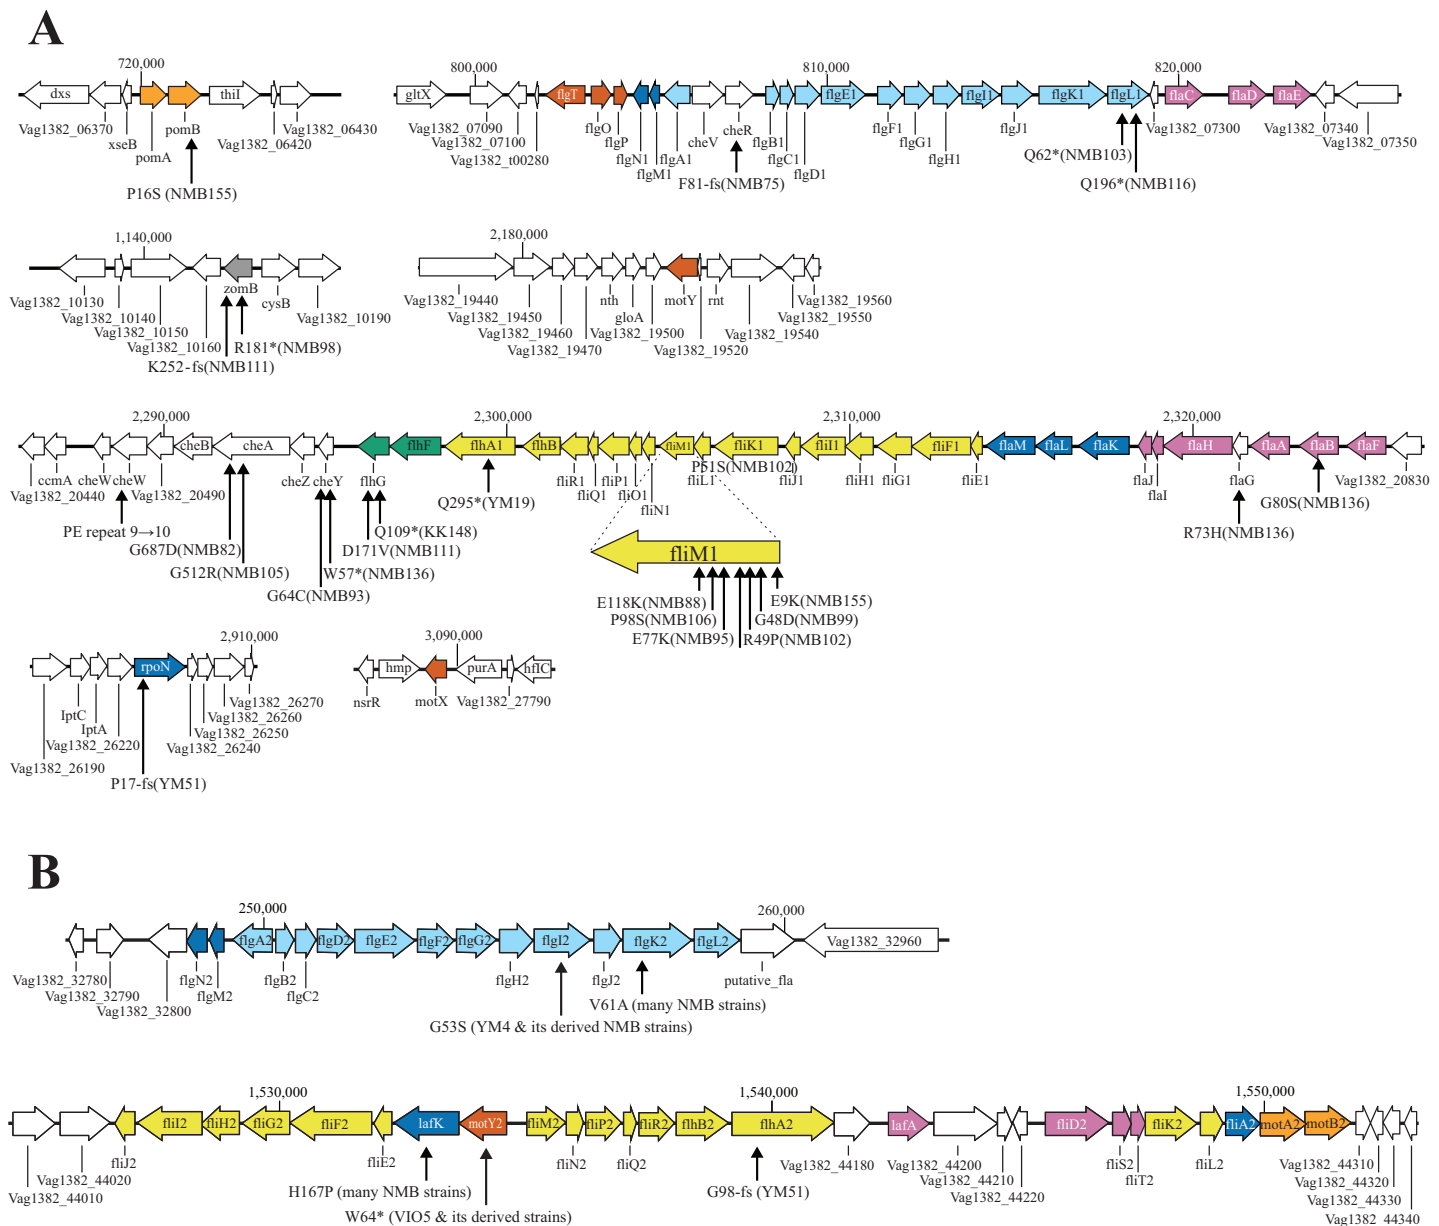 A
720,000
dxs
thiI
Vag1382_06370
xseB
pomA
pomB
Vag1382_06420
Vag1382_06430
P16S (NMB155)
800,000
810,000
820,000
gltX
flgT
flgE1
flgI1
flgK1
flgL1
flaC
flaD
flaE
Vag1382_07090
Vag1382_07100
Vag1382_t00280
flgO
flgP
flgN1
flgM1
flgA1
cheV
cheR
flgB1
flgC1
flgD1
flgF1
flgG1
flgH1
flgJ1
Vag1382_07300
Vag1382_07340
Vag1382_07350
F81-fs(NMB75)
Q62*(NMB103)
Q196*(NMB116)
1,140,000
Vag1382_10130
Vag1382_10140
Vag1382_10150
Vag1382_10160
zomB
cysB
Vag1382_10190
R181*(NMB98)
K252-fs(NMB111)
2,180,000
Vag1382_19440
Vag1382_19450
Vag1382_19460
Vag1382_19470
nth
gloA
Vag1382_19500
motY
Vag1382_19520
rnt
Vag1382_19540
Vag1382_19550
Vag1382_19560
2,290,000
2,300,000
2,310,000
2,320,000
cheB
cheA
flhF
flhA1
flhB
fliM1
fliK1
fliI1
fliF1
flaM
flaL
flaK
flaH
flaA
flaB
flaF
Vag1382_20440
ccmA
cheW
cheW
Vag1382_20490
cheZ
cheY
flhG
fliR1
fliQ1
fliP1
fliO1
fliN1
P51S(NMB102)
fliL1
fliJ1
fliH1
fliG1
fliE1
flaJ
flaI
flaG
Vag1382_20830
PE repeat 9→10
G687D(NMB82)
G512R(NMB105)
G64C(NMB93)
W57*(NMB136)
D171V(NMB111)
Q109*(KK148)
Q295*(YM19)
G80S(NMB136)
R73H(NMB136)
fliM1
E118K(NMB88)
P98S(NMB106)
E77K(NMB95)
R49P(NMB102)
G48D(NMB99)
E9K(NMB155)
2,910,000
rpoN
Vag1382_26190
lptC
lptA
Vag1382_26220
Vag1382_26240
Vag1382_26250
Vag1382_26260
Vag1382_26270
P17-fs(YM51)
3,090,000
hmp
purA
hflC
nsrR
motX
Vag1382_27790
B
250,000
260,000
flgA2
flgD2
flgE2
flgF2
flgG2
flgI2
flgK2
flgL2
Vag1382_32960
Vag1382_32780
Vag1382_32790
Vag1382_32800
flgN2
flgM2
flgB2
flgC2
flgH2
flgJ2
putative_fla
V61A (many NMB strains)
G53S (YM4 & its derived NMB strains)
1,530,000
1,540,000
1,550,000
fliI2
fliH2
fliG2
fliF2
lafK
motY2
fliM2
fliP2
fliR2
flhB2
flhA2
lafA
fliD2
fliK2
fliA2
motA2
motB2
Vag1382_44010
Vag1382_44020
fliJ2
fliE2
fliN2
fliQ2
Vag1382_44180
Vag1382_44200
Vag1382_44210
Vag1382_44220
fliS2
fliT2
fliL2
Vag1382_44310
Vag1382_44320
Vag1382_44330
Vag1382_44340
H167P (many NMB strains)
W64* (VIO5 & its derived strains)
G98-fs (YM51)